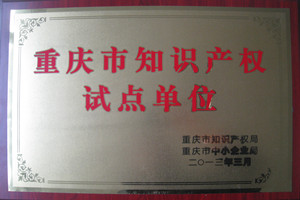 重庆市知识产权
试点单位
重庆市知识产权局
重庆市中小企业局
二〇一三年三月